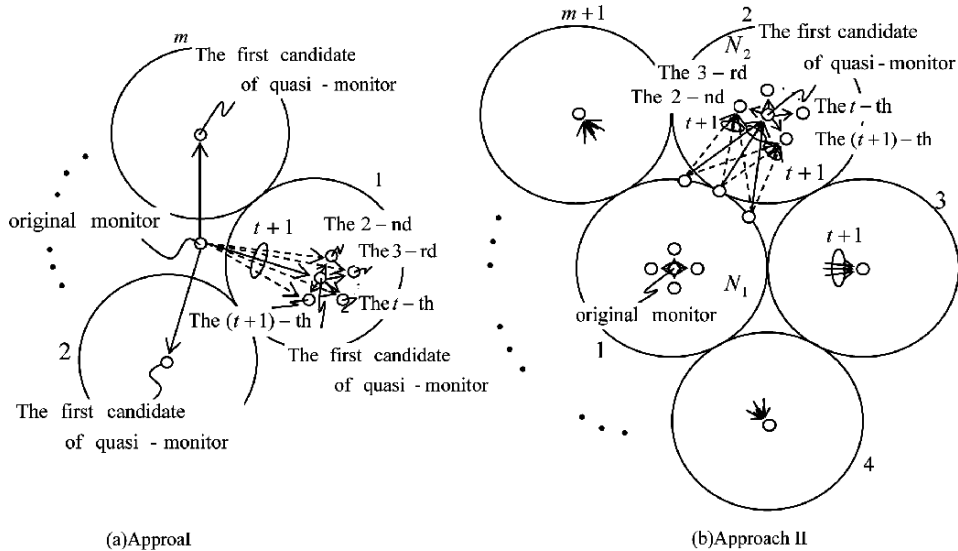 m
The first candidate
of quasi - monitor
1
original monitor
t+1
The 2 - nd
The 3 - rd
The t - th
The (t+1) - th
The first candidate
of quasi - monitor
2
The first candidate
of quasi - monitor
(a)Approal
m+1
2
N2
The first candidate
of quasi - monitor
The 3 - rd
The 2 - nd
t+1
The t - th
The (t+1) - th
t+1
3
t+1
N1
original monitor
1
4
(b)Approach II